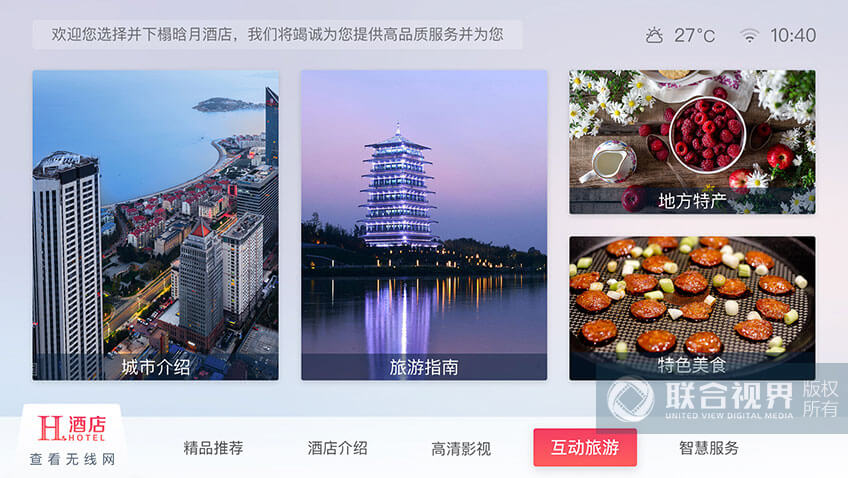 欢迎您选择并下榻晗月酒店，我们将竭诚为您提供高品质服务并为您
27℃ 10:40
地方特产
城市介绍
旅游指南
特色美食
联合视界
UNITED VIEW DIGITAL MEDIA
版权
所有
H 酒店
&HOTEL
查看无线网
精品推荐 酒店介绍 高清影视 互动旅游 智慧服务